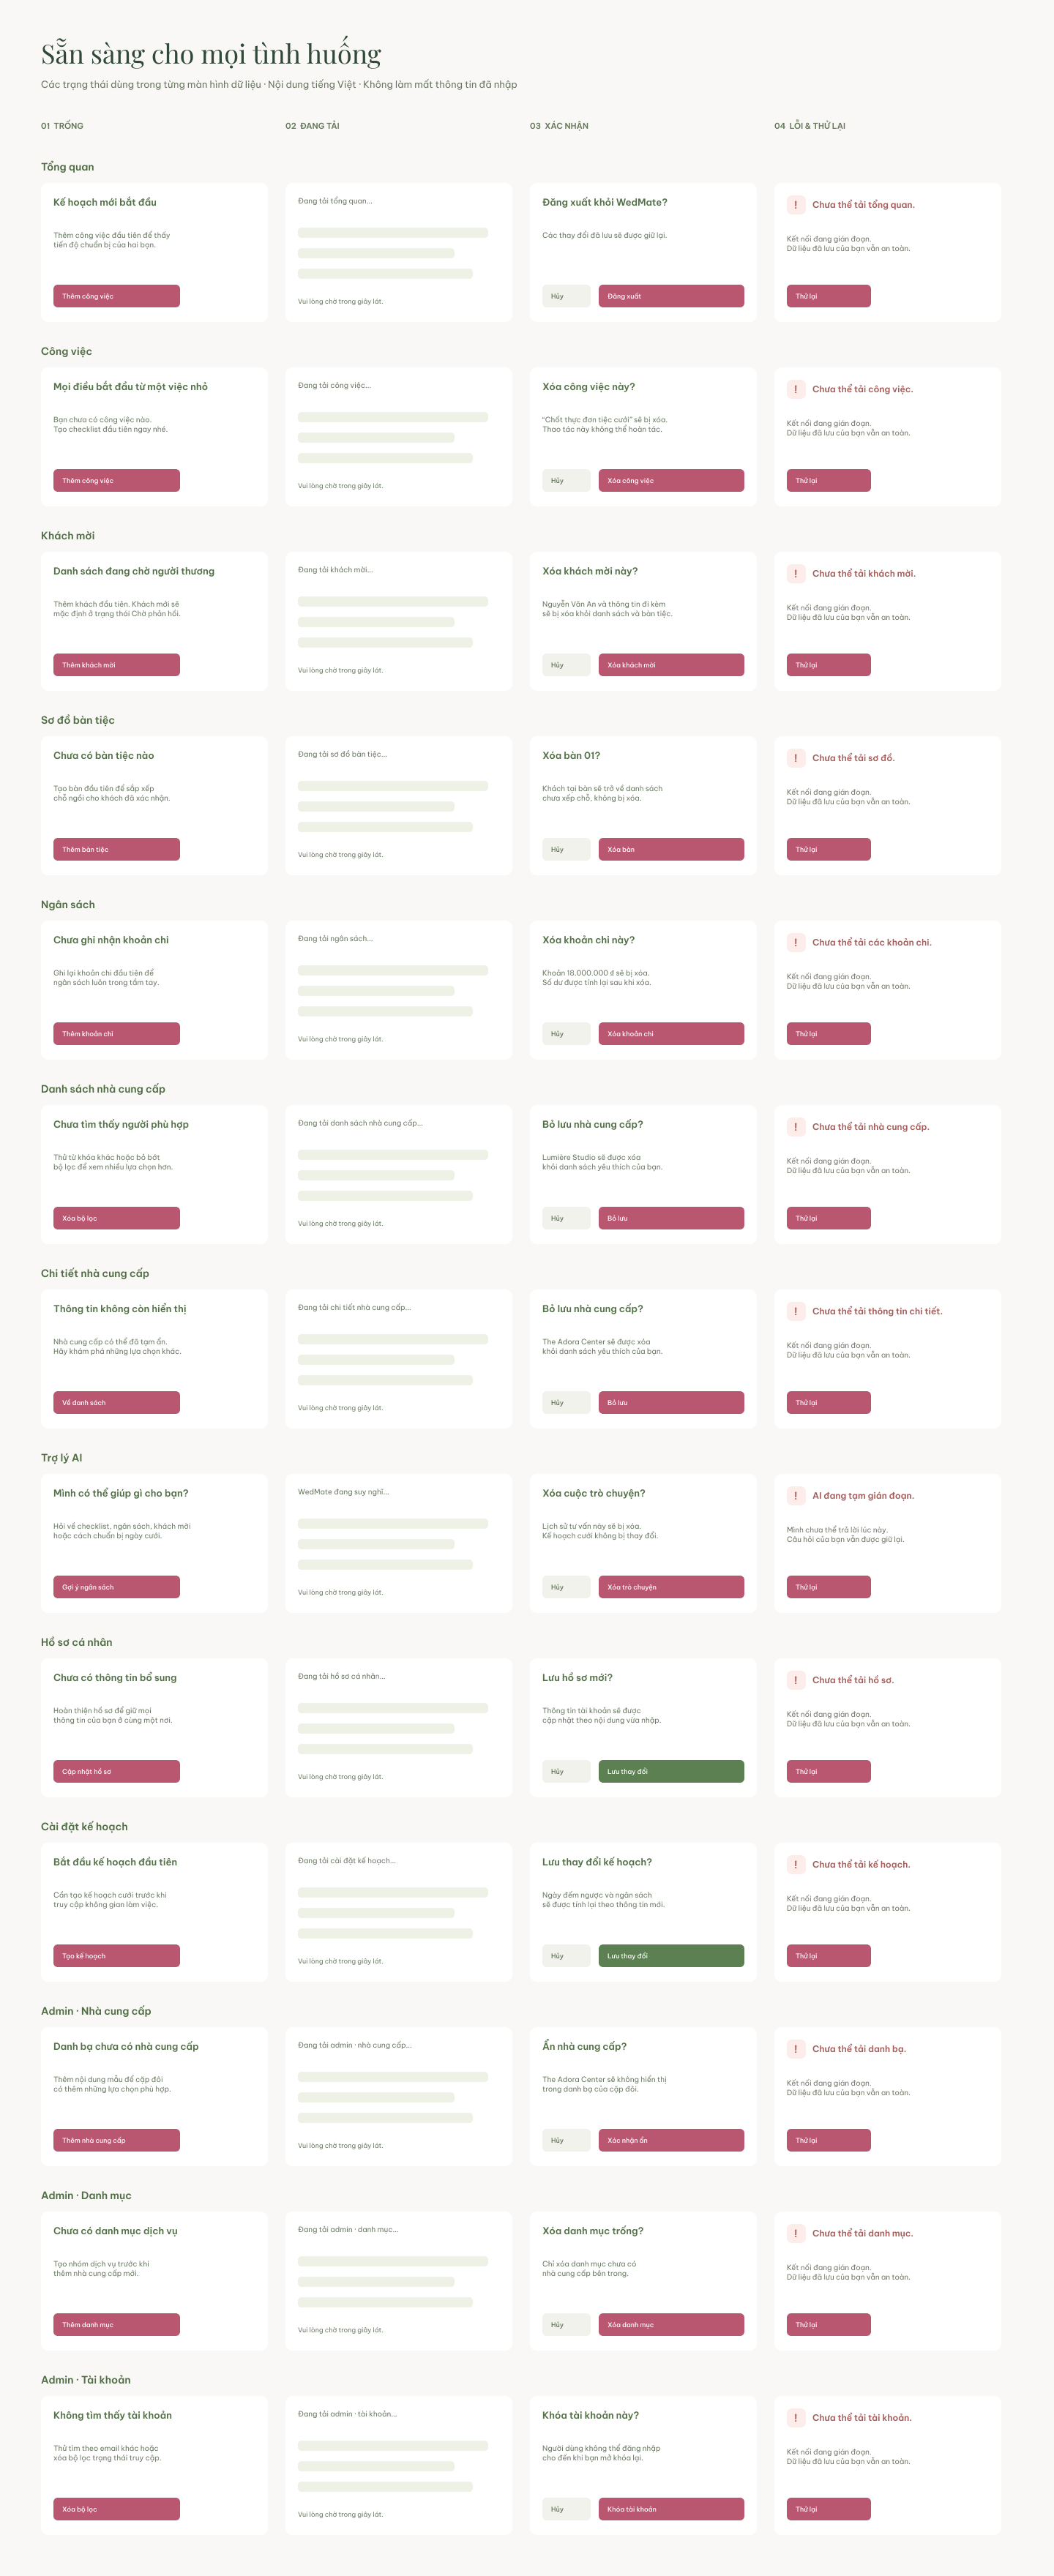 Sẵn sàng cho mọi tình huống
Các trạng thái dùng trong từng màn hình dữ liệu · Nội dung tiếng Việt · Không làm mất thông tin đã nhập
01 TRỐNG
02 ĐANG TẢI
03 XÁC NHẬN
04 LỖI & THỬ LẠI
Tổng quan
Kế hoạch mới bắt đầu
Thêm công việc đầu tiên để thấy
tiến độ chuẩn bị của hai bạn.
Thêm công việc
Đang tải tổng quan...
Vui lòng chờ trong giây lát.
Đăng xuất khỏi WedMate?
Các thay đổi đã lưu sẽ được giữ lại.
Hủy
Đăng xuất
!
Chưa thể tải tổng quan.
Kết nối đang gián đoạn.
Dữ liệu đã lưu của bạn vẫn an toàn.
Thử lại
Công việc
Mọi điều bắt đầu từ một việc nhỏ
Bạn chưa có công việc nào.
Tạo checklist đầu tiên ngay nhé.
Thêm công việc
Đang tải công việc...
Vui lòng chờ trong giây lát.
Xóa công việc này?
“Chốt thực đơn tiệc cưới” sẽ bị xóa.
Thao tác này không thể hoàn tác.
Hủy
Xóa công việc
!
Chưa thể tải công việc.
Kết nối đang gián đoạn.
Dữ liệu đã lưu của bạn vẫn an toàn.
Thử lại
Khách mời
Danh sách đang chờ người thương
Thêm khách đầu tiên. Khách mới sẽ
mặc định ở trạng thái Chờ phản hồi.
Thêm khách mời
Đang tải khách mời...
Vui lòng chờ trong giây lát.
Xóa khách mời này?
Nguyễn Văn An và thông tin đi kèm
sẽ bị xóa khỏi danh sách và bàn tiệc.
Hủy
Xóa khách mời
!
Chưa thể tải khách mời.
Kết nối đang gián đoạn.
Dữ liệu đã lưu của bạn vẫn an toàn.
Thử lại
Sơ đồ bàn tiệc
Chưa có bàn tiệc nào
Tạo bàn đầu tiên để sắp xếp
chỗ ngồi cho khách đã xác nhận.
Thêm bàn tiệc
Đang tải sơ đồ bàn tiệc...
Vui lòng chờ trong giây lát.
Xóa bàn 01?
Khách tại bàn sẽ trở về danh sách
chưa xếp chỗ, không bị xóa.
Hủy
Xóa bàn
!
Chưa thể tải sơ đồ.
Kết nối đang gián đoạn.
Dữ liệu đã lưu của bạn vẫn an toàn.
Thử lại
Ngân sách
Chưa ghi nhận khoản chi
Ghi lại khoản chi đầu tiên để
ngân sách luôn trong tầm tay.
Thêm khoản chi
Đang tải ngân sách...
Vui lòng chờ trong giây lát.
Xóa khoản chi này?
Khoản 18.000.000 ₫ sẽ bị xóa.
Số dư được tính lại sau khi xóa.
Hủy
Xóa khoản chi
!
Chưa thể tải các khoản chi.
Kết nối đang gián đoạn.
Dữ liệu đã lưu của bạn vẫn an toàn.
Thử lại
Danh sách nhà cung cấp
Chưa tìm thấy người phù hợp
Thử từ khóa khác hoặc bỏ bớt
bộ lọc để xem nhiều lựa chọn hơn.
Xóa bộ lọc
Đang tải danh sách nhà cung cấp...
Vui lòng chờ trong giây lát.
Bỏ lưu nhà cung cấp?
Lumière Studio sẽ được xóa
khỏi danh sách yêu thích của bạn.
Hủy
Bỏ lưu
!
Chưa thể tải nhà cung cấp.
Kết nối đang gián đoạn.
Dữ liệu đã lưu của bạn vẫn an toàn.
Thử lại
Chi tiết nhà cung cấp
Thông tin không còn hiển thị
Nhà cung cấp có thể đã tạm ẩn.
Hãy khám phá những lựa chọn khác.
Về danh sách
Đang tải chi tiết nhà cung cấp...
Vui lòng chờ trong giây lát.
Bỏ lưu nhà cung cấp?
The Adora Center sẽ được xóa
khỏi danh sách yêu thích của bạn.
Hủy
Bỏ lưu
!
Chưa thể tải thông tin chi tiết.
Kết nối đang gián đoạn.
Dữ liệu đã lưu của bạn vẫn an toàn.
Thử lại
Trợ lý AI
Mình có thể giúp gì cho bạn?
Hỏi về checklist, ngân sách, khách mời
hoặc cách chuẩn bị ngày cưới.
Gợi ý ngân sách
WedMate đang suy nghĩ...
Vui lòng chờ trong giây lát.
Xóa cuộc trò chuyện?
Lịch sử tư vấn này sẽ bị xóa.
Kế hoạch cưới không bị thay đổi.
Hủy
Xóa trò chuyện
!
AI đang tạm gián đoạn.
Mình chưa thể trả lời lúc này.
Câu hỏi của bạn vẫn được giữ lại.
Thử lại
Hồ sơ cá nhân
Chưa có thông tin bổ sung
Hoàn thiện hồ sơ để giữ mọi
thông tin của bạn ở cùng một nơi.
Cập nhật hồ sơ
Đang tải hồ sơ cá nhân...
Vui lòng chờ trong giây lát.
Lưu hồ sơ mới?
Thông tin tài khoản sẽ được
cập nhật theo nội dung vừa nhập.
Hủy
Lưu thay đổi
!
Chưa thể tải hồ sơ.
Kết nối đang gián đoạn.
Dữ liệu đã lưu của bạn vẫn an toàn.
Thử lại
Cài đặt kế hoạch
Bắt đầu kế hoạch đầu tiên
Cần tạo kế hoạch cưới trước khi
truy cập không gian làm việc.
Tạo kế hoạch
Đang tải cài đặt kế hoạch...
Vui lòng chờ trong giây lát.
Lưu thay đổi kế hoạch?
Ngày đếm ngược và ngân sách
sẽ được tính lại theo thông tin mới.
Hủy
Lưu thay đổi
!
Chưa thể tải kế hoạch.
Kết nối đang gián đoạn.
Dữ liệu đã lưu của bạn vẫn an toàn.
Thử lại
Admin · Nhà cung cấp
Danh bạ chưa có nhà cung cấp
Thêm nội dung mẫu để cặp đôi
có thêm những lựa chọn phù hợp.
Thêm nhà cung cấp
Đang tải admin · nhà cung cấp...
Vui lòng chờ trong giây lát.
Ẩn nhà cung cấp?
The Adora Center sẽ không hiển thị
trong danh bạ của cặp đôi.
Hủy
Xác nhận ẩn
!
Chưa thể tải danh bạ.
Kết nối đang gián đoạn.
Dữ liệu đã lưu của bạn vẫn an toàn.
Thử lại
Admin · Danh mục
Chưa có danh mục dịch vụ
Tạo nhóm dịch vụ trước khi
thêm nhà cung cấp mới.
Thêm danh mục
Đang tải admin · danh mục...
Vui lòng chờ trong giây lát.
Xóa danh mục trống?
Chỉ xóa danh mục chưa có
nhà cung cấp bên trong.
Hủy
Xóa danh mục
!
Chưa thể tải danh mục.
Kết nối đang gián đoạn.
Dữ liệu đã lưu của bạn vẫn an toàn.
Thử lại
Admin · Tài khoản
Không tìm thấy tài khoản
Thử tìm theo email khác hoặc
xóa bộ lọc trạng thái truy cập.
Xóa bộ lọc
Đang tải admin · tài khoản...
Vui lòng chờ trong giây lát.
Khóa tài khoản này?
Người dùng không thể đăng nhập
cho đến khi bạn mở khóa lại.
Hủy
Khóa tài khoản
!
Chưa thể tải tài khoản.
Kết nối đang gián đoạn.
Dữ liệu đã lưu của bạn vẫn an toàn.
Thử lại